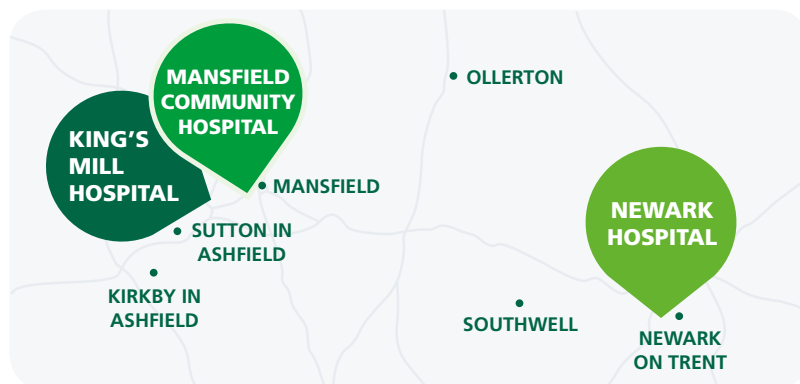 MANSFIELD
COMMUNITY
HOSPITAL
KING’S
MILL
HOSPITAL
OLLERTON
MANSFIELD
SUTTON IN
ASHFIELD
KIRKBY IN
ASHFIELD
NEWARK
HOSPITAL
SOUTHWELL
NEWARK
ON TRENT